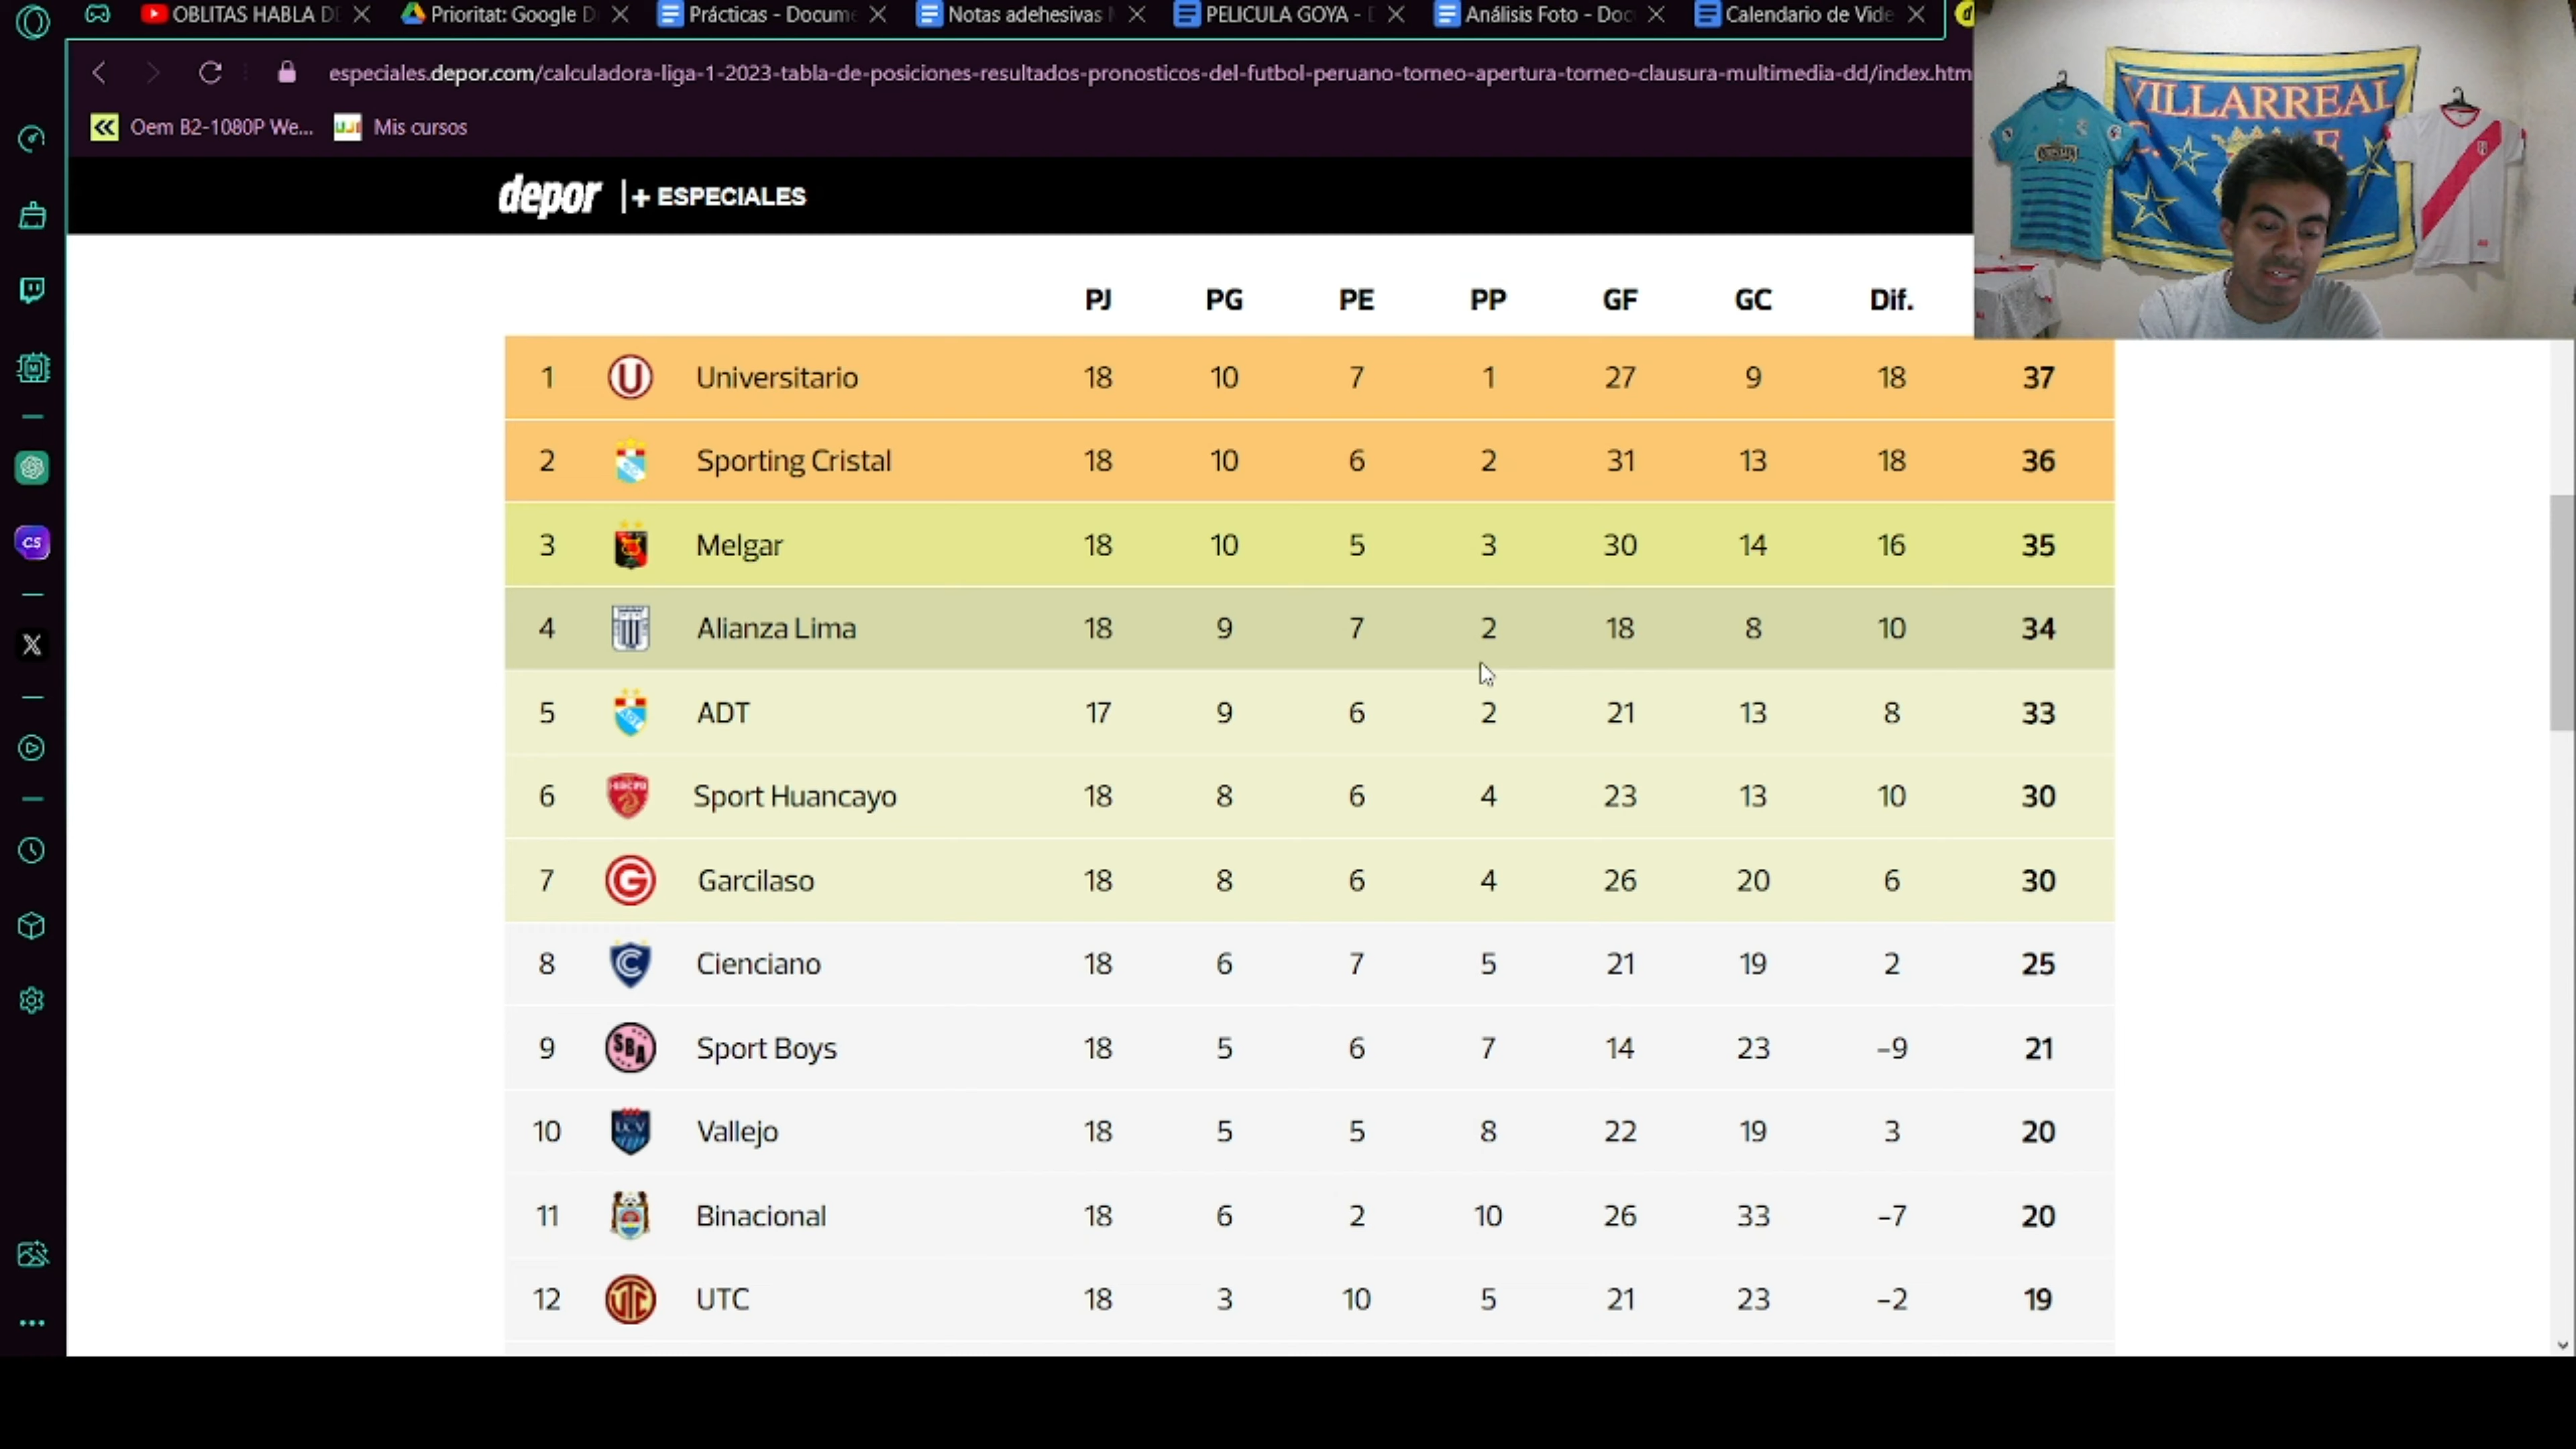 OBLITAS HABLA DE Prioritat: Google D Prácticas - Docume Notas adehesivas PELICULA GOYA - Análisis Foto - Doc Calendario de Vide
especiales.depor.com/calculadora-liga-1-2023-tabla-de-posiciones-resultados-pronosticos-del-futbol-peruano-torneo-apertura-torneo-clausura-multimedia-dd/index.htm
Oem B2-1080P We... Mis cursos
VILLARREAL
depor + ESPECIALES
PJ PG PE PP GF GC Dif.
1 U Universitario 18 10 7 1 27 9 18 37
2 Sporting Cristal 18 10 6 2 31 13 18 36
3 Melgar 18 10 5 3 30 14 16 35
4 Alianza Lima 18 9 7 2 18 8 10 34
5 ADT 17 9 6 2 21 13 8 33
6 Sport Huancayo 18 8 6 4 23 13 10 30
7 G Garcilaso 18 8 6 4 26 20 6 30
8 C Cienciano 18 6 7 5 21 19 2 25
9 SBA Sport Boys 18 5 6 7 14 23 -9 21
10 UCV Vallejo 18 5 5 8 22 19 3 20
11 Binacional 18 6 2 10 26 33 -7 20
12 UTC UTC 18 3 10 5 21 23 -2 19